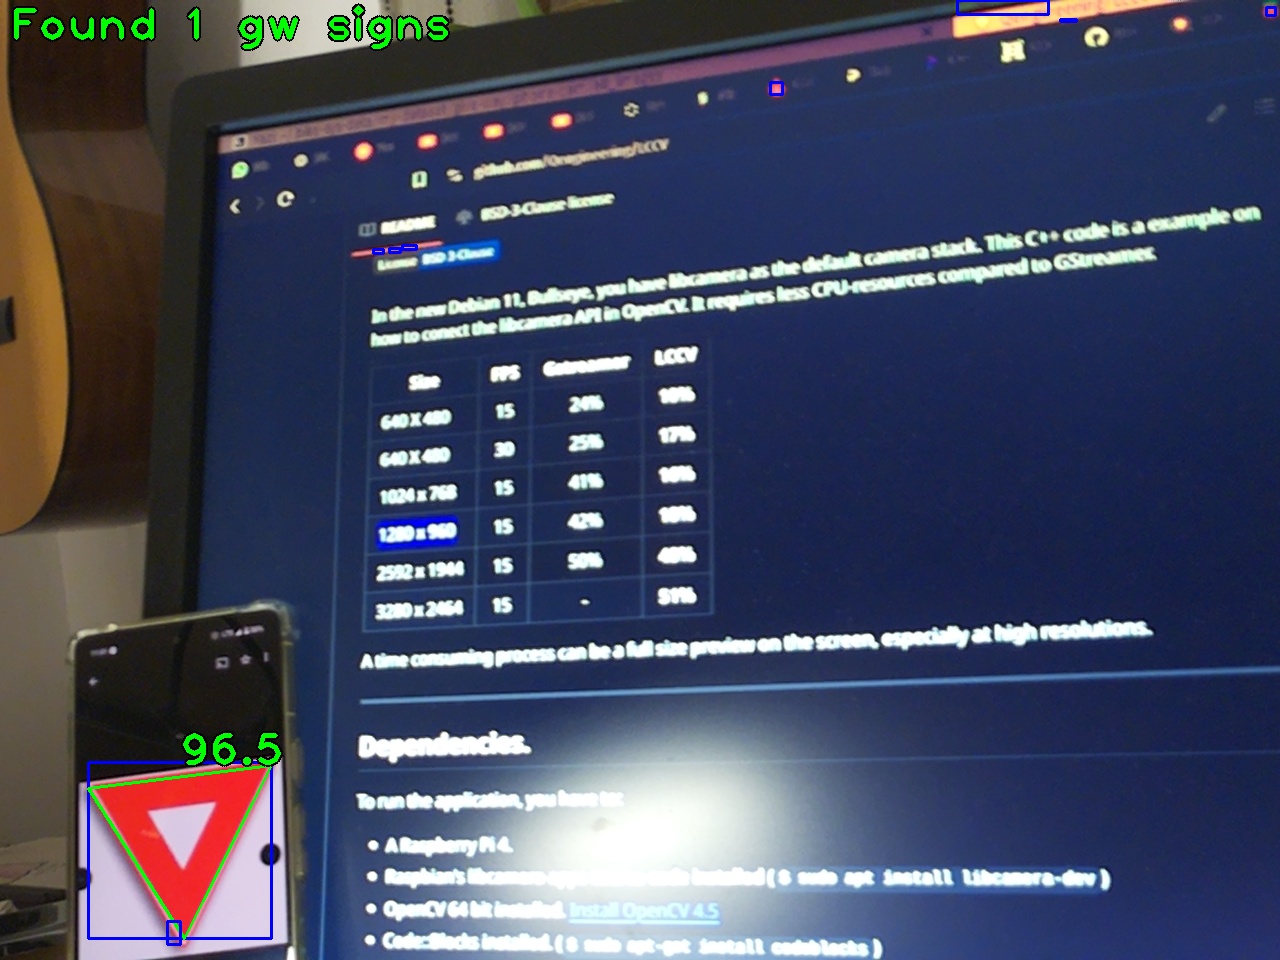 Found 1 gw signs
github.com/Qengineering/LCCV
README
BSD-3-Clause license
License BSD 3-Clause
In the new Debian 11, Bullseye, you have libcamera as the default camera stack. This C++ code is a example on
how to conect the libcamera API in OpenCV. It requires less CPU-resources compared to GStreamer.
Size FPS Gstreamer LCCV
640 x 480 15 24%
640 x 480 30 25% 17%
1024 x 768 15 41%
1280 x 960 15 42%
2592 x 1944 15 50%
3280 x 2464 15 - 51%
A time consuming process can be a full size preview on the screen, especially at high resolutions.
Dependencies.
96.5
To run the application, you have to:
A Raspberry Pi 4.
Raspbian's libcamera installed ( $ sudo apt install libcamera-dev )
OpenCV 64 bit installed. Install OpenCV 4.5
Code::Blocks installed. ( $ sudo apt-get install codeblocks )